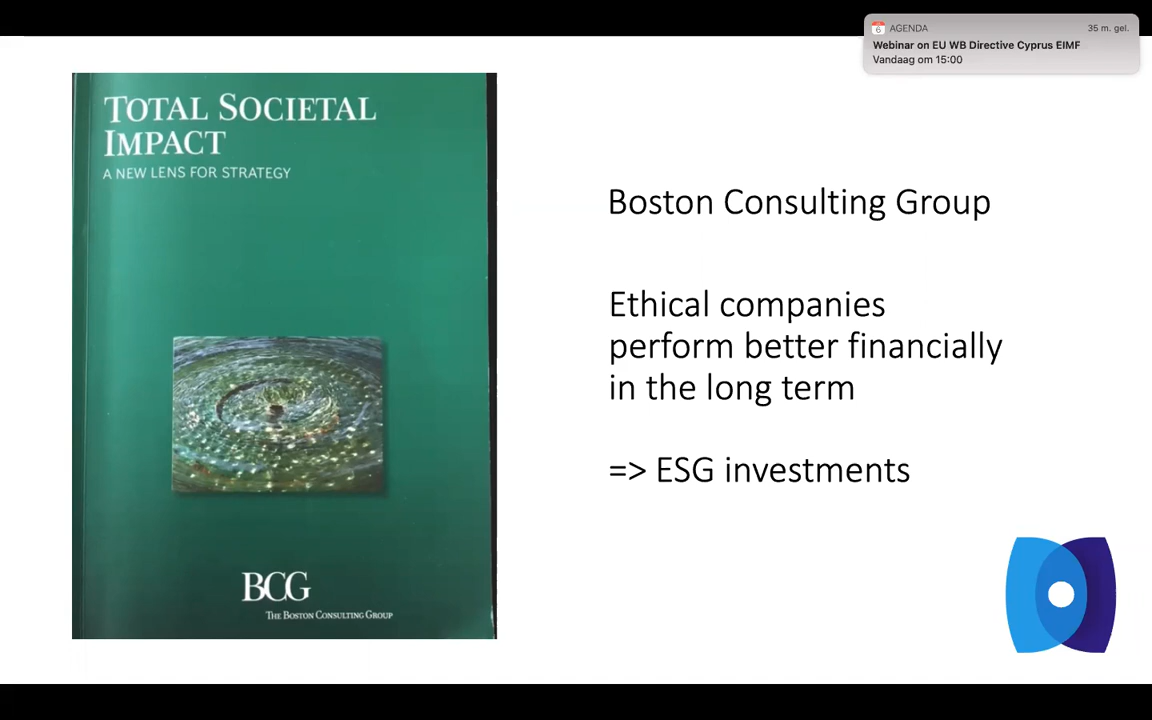 AGENDA
35 m. gel.
6
Webinar on EU WB Directive Cyprus EIMF
Vandaag om 15:00
TOTAL SOCIETAL
IMPACT
A NEW LENS FOR STRATEGY
BCG
THE BOSTON CONSULTING GROUP
Boston Consulting Group
Ethical companies
perform better financially
in the long term
=> ESG investments